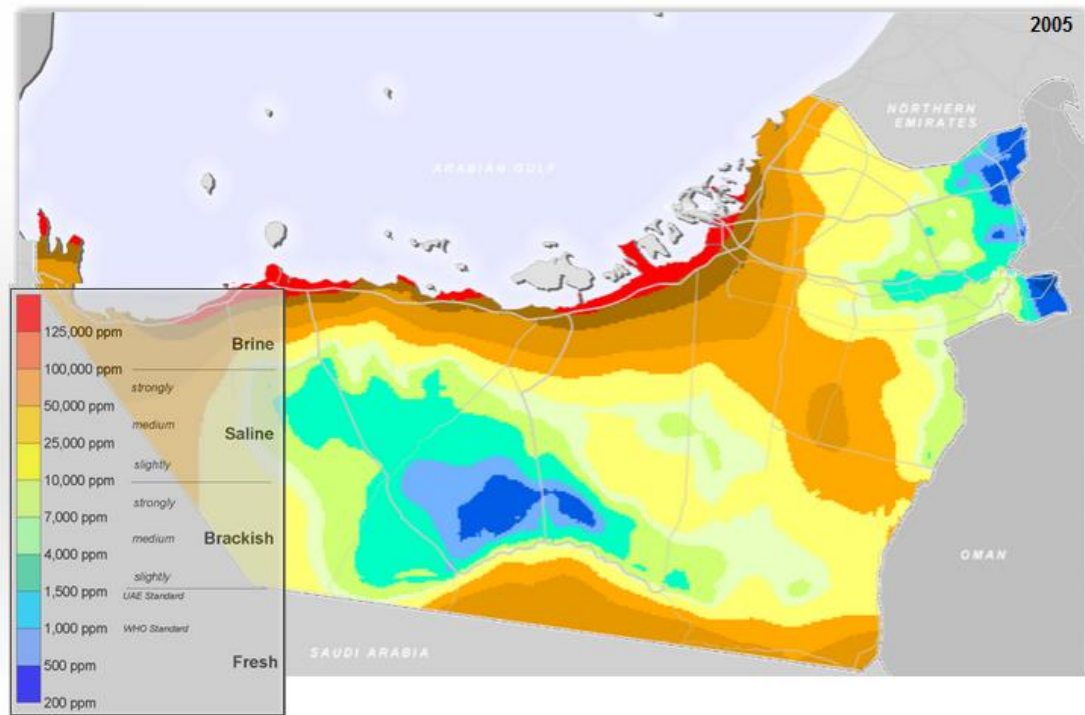 2005
NORTHERN
EMIRATES
ARABIAN GULF
125,000 ppm
Brine
100,000 ppm
strongly
50,000 ppm
medium
Saline
25,000 ppm
slightly
10,000 ppm
strongly
7,000 ppm
medium
Brackish
4,000 ppm
slightly
1,500 ppm
UAE Standard
1,000 ppm
WHO Standard
Fresh
500 ppm
200 ppm
OMAN
SAUDI ARABIA